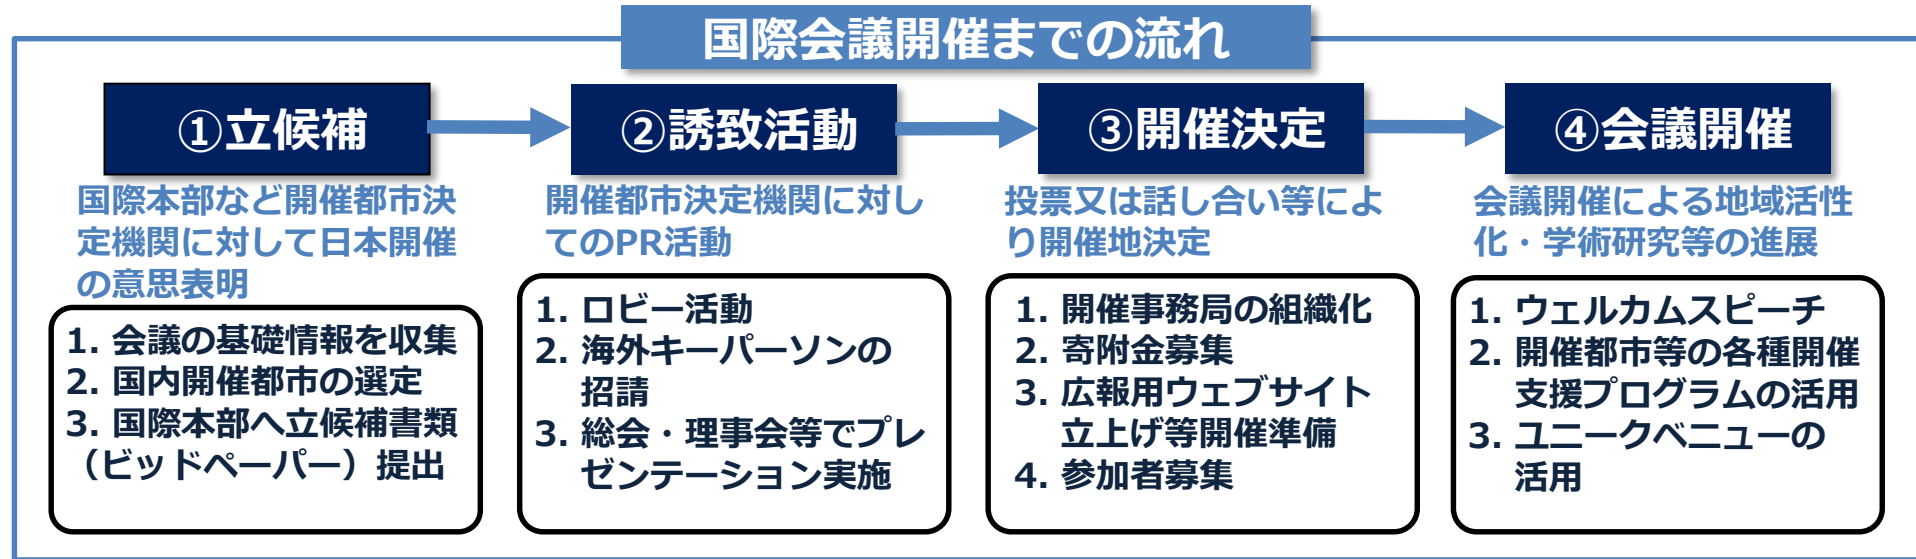 国際会議開催までの流れ
①立候補
国際本部など開催都市決
定機関に対して日本開催
の意思表明
1. 会議の基礎情報を収集
2. 国内開催都市の選定
3. 国際本部へ立候補書類
（ビッドペーパー）提出
②誘致活動
開催都市決定機関に対し
てのPR活動
1. ロビー活動
2. 海外キーパーソンの
招請
3. 総会・理事会等でプレ
ゼンテーション実施
③開催決定
投票又は話し合い等によ
り開催地決定
1. 開催事務局の組織化
2. 寄附金募集
3. 広報用ウェブサイト
立上げ等開催準備
4. 参加者募集
④会議開催
会議開催による地域活性
化・学術研究等の進展
1. ウェルカムスピーチ
2. 開催都市等の各種開催
支援プログラムの活用
3. ユニークベニューの
活用